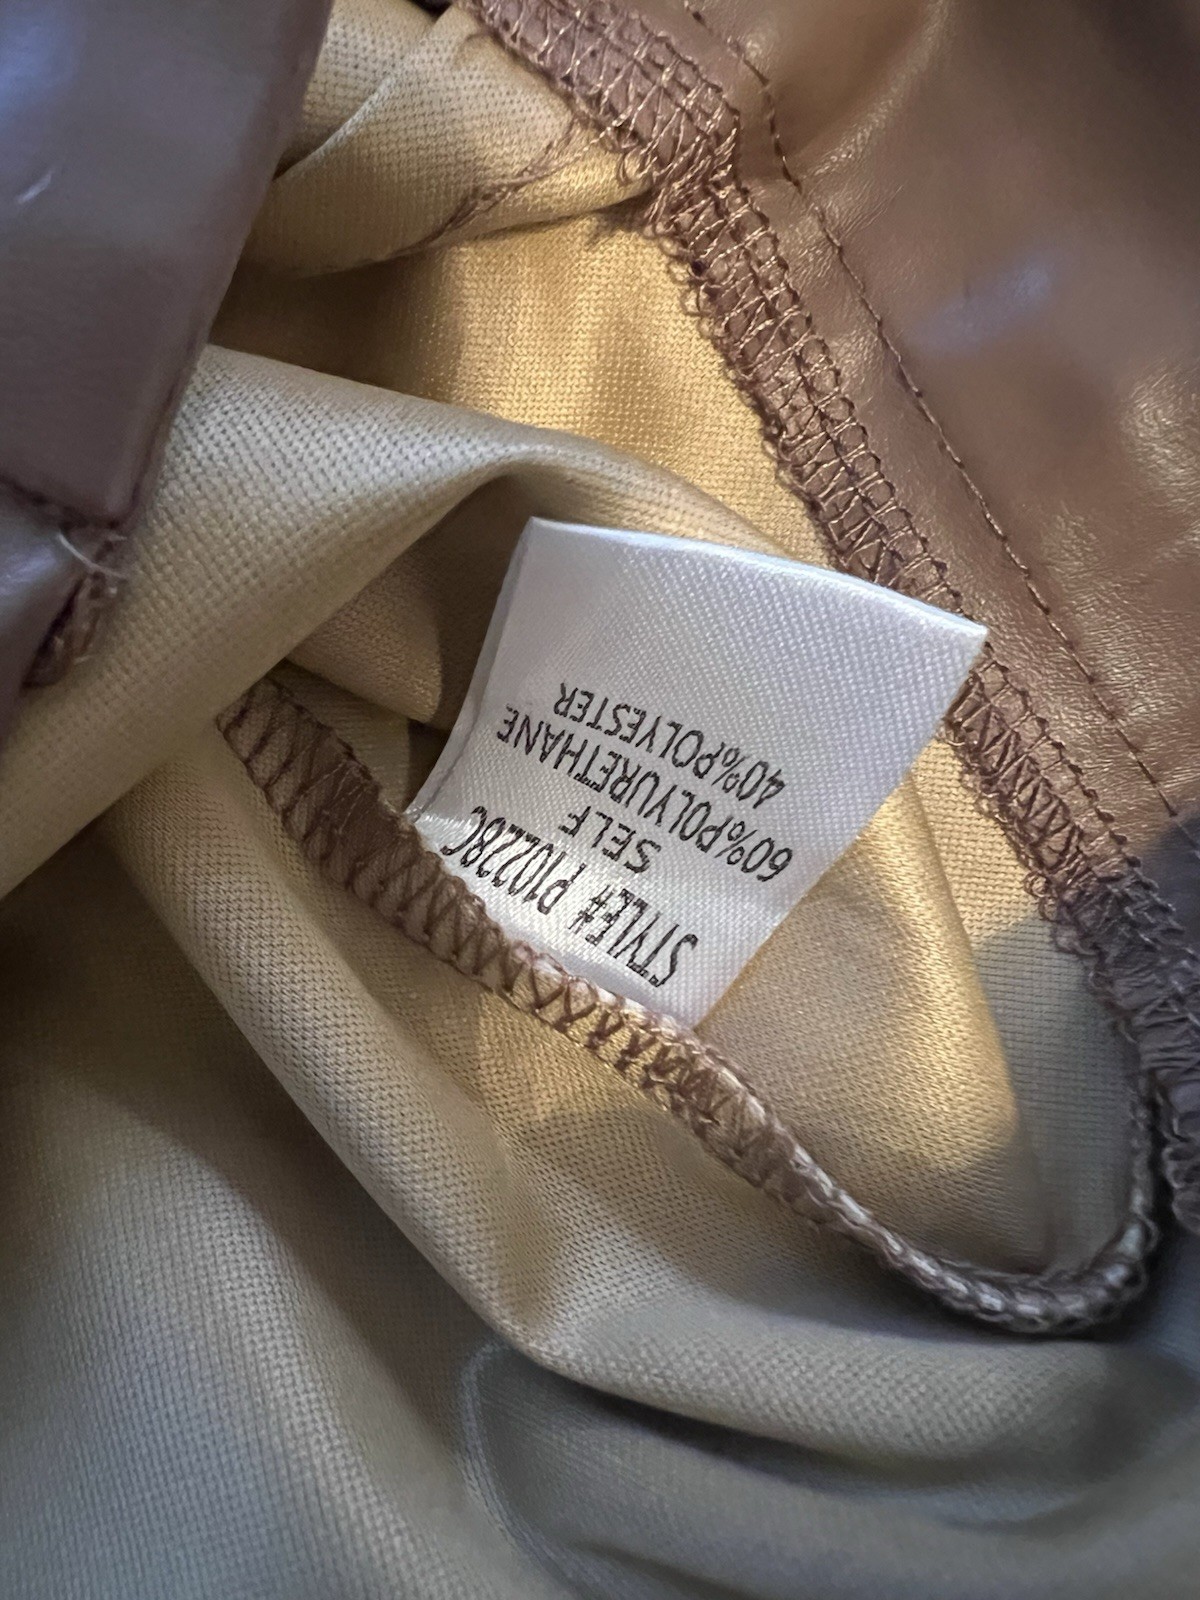 STYLE# P10228C
SELF
60%POLYURETHANE
40%POLYESTER